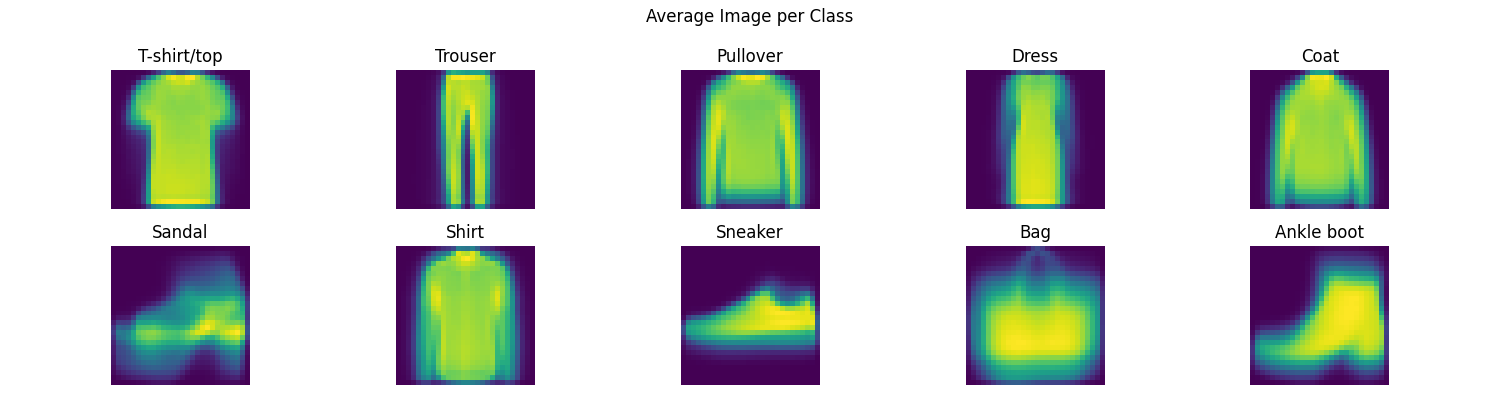 Average Image per Class
T-shirt/top
Trouser
Pullover
Dress
Coat
Sandal
Shirt
Sneaker
Bag
Ankle boot